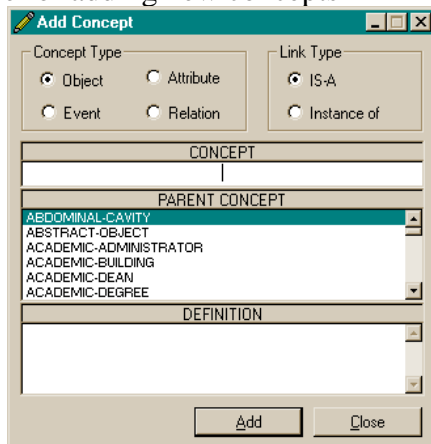 Add Concept
Concept Type
Link Type
Object
Attribute
IS-A
Event
Relation
Instance of
CONCEPT
PARENT CONCEPT
ABDOMINAL-CAVITY
ABSTRACT-OBJECT
ACADEMIC-ADMINISTRATOR
ACADEMIC-BUILDING
ACADEMIC-DEAN
ACADEMIC-DEGREE
DEFINITION
Add
Close